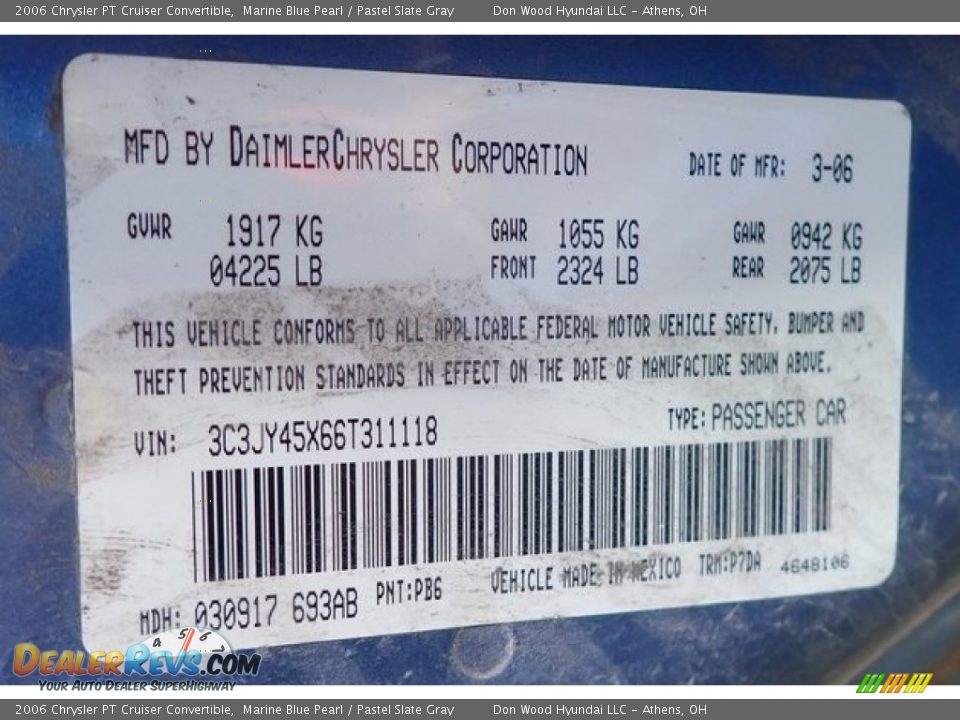 2006 Chrysler PT Cruiser Convertible, Marine Blue Pearl / Pastel Slate Gray Don Wood Hyundai LLC - Athens, OH
MFD BY DAIMLERCHRYSLER CORPORATION DATE OF MFR: 3-06
GVWR 1917 KG GAWR 1055 KG GAWR 0942 KG
04225 LB FRONT 2324 LB REAR 2075 LB
THIS VEHICLE CONFORMS TO ALL APPLICABLE FEDERAL MOTOR VEHICLE SAFETY, BUMPER AND
THEFT PREVENTION STANDARDS IN EFFECT ON THE DATE OF MANUFACTURE SHOWN ABOVE.
VIN: 3C3JY45X66T311118 TYPE: PASSENGER CAR
MDH: 030917 693AB PNT:PB6 VEHICLE MADE IN MEXICO TRM:P7DA 4648106
4 5 6
DEALERREVS.COM
YOUR AUTO DEALER SUPERHIGHWAY
2006 Chrysler PT Cruiser Convertible, Marine Blue Pearl / Pastel Slate Gray Don Wood Hyundai LLC - Athens, OH